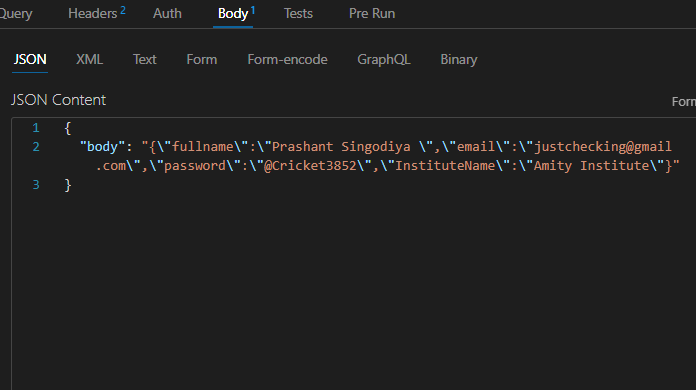 Query Headers 2 Auth Body 1 Tests Pre Run
JSON XML Text Form Form-encode GraphQL Binary
JSON Content Form
1 {
2 "body": "{\"fullname\":\"Prashant Singodiya \",\"email\":\"justchecking@gmail
.com\",\"password\":\"@Cricket3852\",\"InstituteName\":\"Amity Institute\"}"
3 }